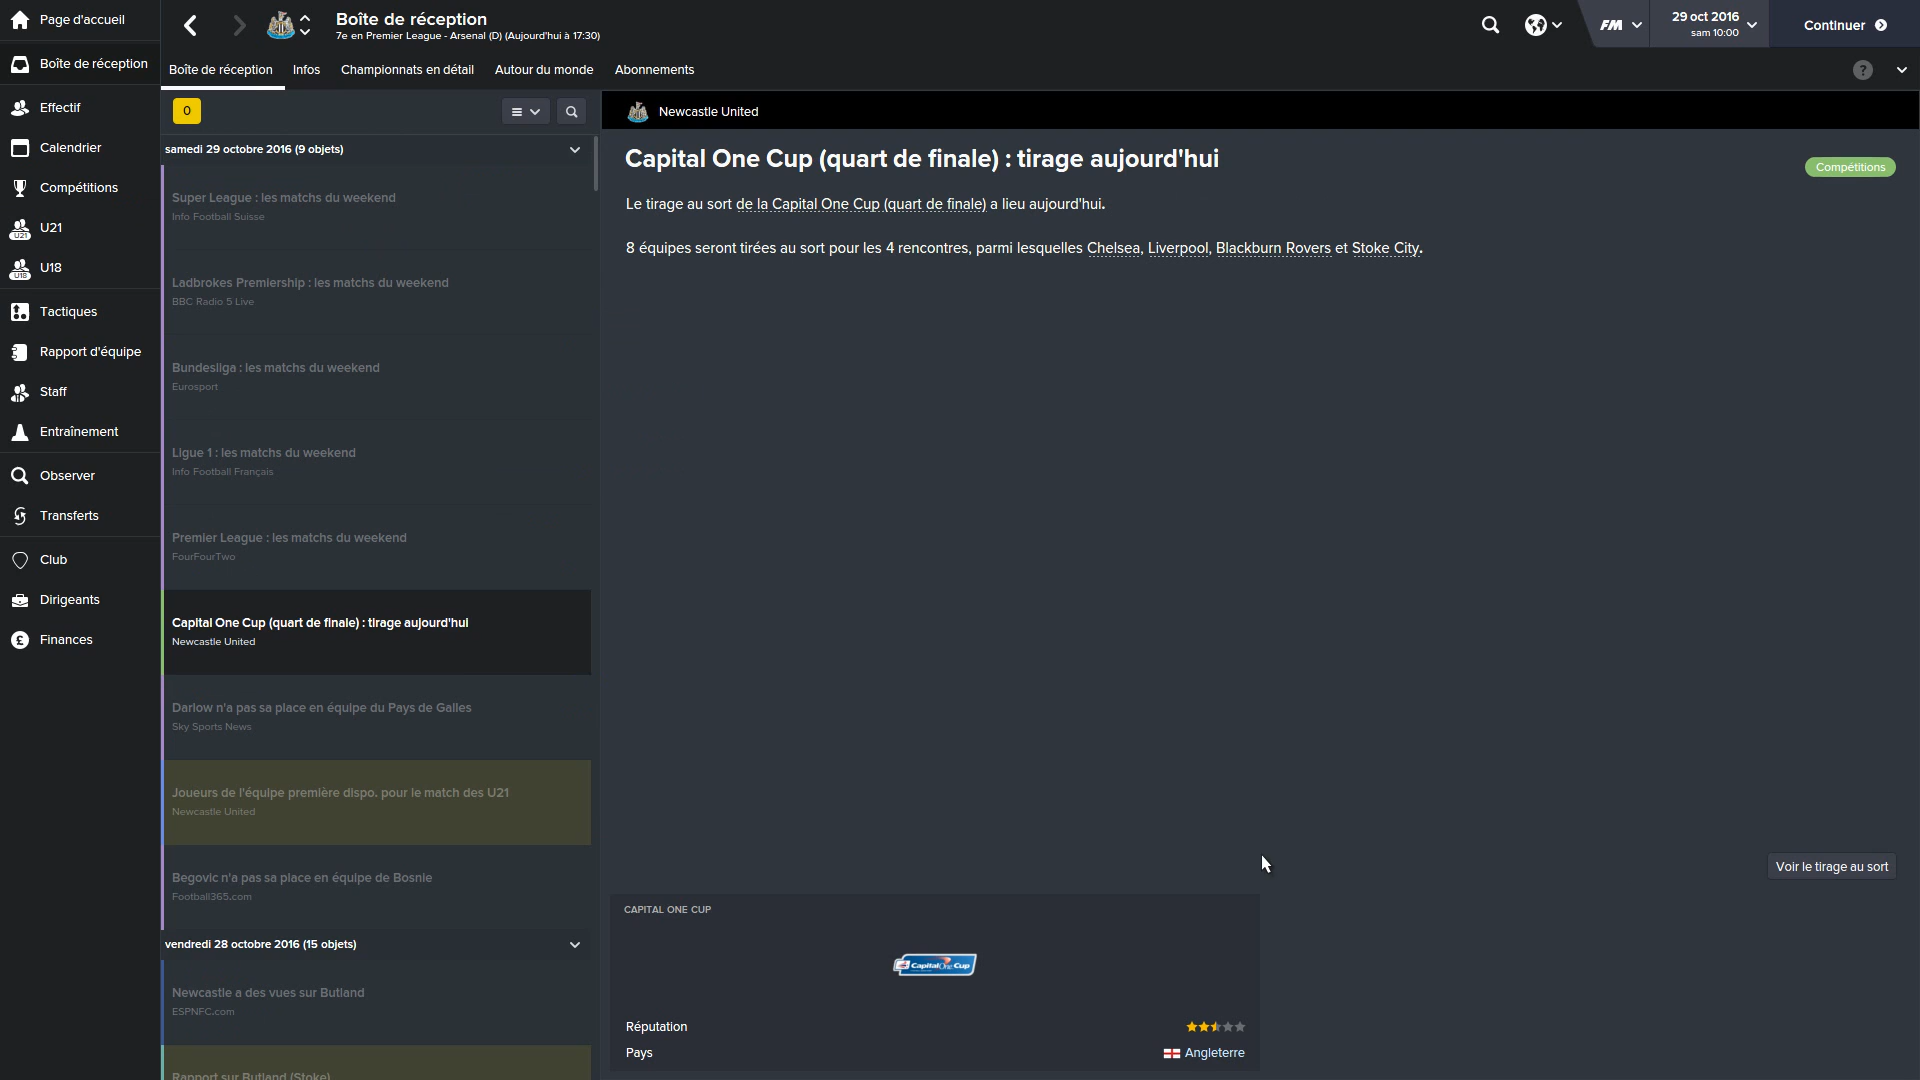 Page d'accueil
Boîte de réception
Effectif
Calendrier
Compétitions
U21
U21
U18
U18
Tactiques
Rapport d'équipe
Staff
Entraînement
Observer
Transferts
Club
Dirigeants
Finances
Boîte de réception
7e en Premier League - Arsenal (D) (Aujourd'hui à 17:30)
FM
29 oct 2016
sam 10:00
Continuer
Boîte de réception
Infos
Championnats en détail
Autour du monde
Abonnements
?
0
samedi 29 octobre 2016 (9 objets)
Super League : les matchs du weekend
Info Football Suisse
Ladbrokes Premiership : les matchs du weekend
BBC Radio 5 Live
Bundesliga : les matchs du weekend
Eurosport
Ligue 1 : les matchs du weekend
Info Football Français
Premier League : les matchs du weekend
FourFourTwo
Capital One Cup (quart de finale) : tirage aujourd'hui
Newcastle United
Darlow n'a pas sa place en équipe du Pays de Galles
Sky Sports News
Joueurs de l'équipe première dispo. pour le match des U21
Newcastle United
Begovic n'a pas sa place en équipe de Bosnie
Football365.com
vendredi 28 octobre 2016 (15 objets)
Newcastle a des vues sur Butland
ESPNFC.com
Rapport sur Butland (Stoke)
Newcastle United
Capital One Cup (quart de finale) : tirage aujourd'hui
Compétitions
Le tirage au sort de la Capital One Cup (quart de finale) a lieu aujourd'hui.
8 équipes seront tirées au sort pour les 4 rencontres, parmi lesquelles Chelsea, Liverpool, Blackburn Rovers et Stoke City.
Voir le tirage au sort
CAPITAL ONE CUP
Capital One Cup
Réputation
Pays
Angleterre